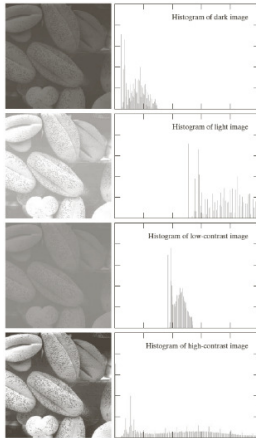 Histogram of dark image
Histogram of light image
Histogram of low-contrast image
Histogram of high-contrast image